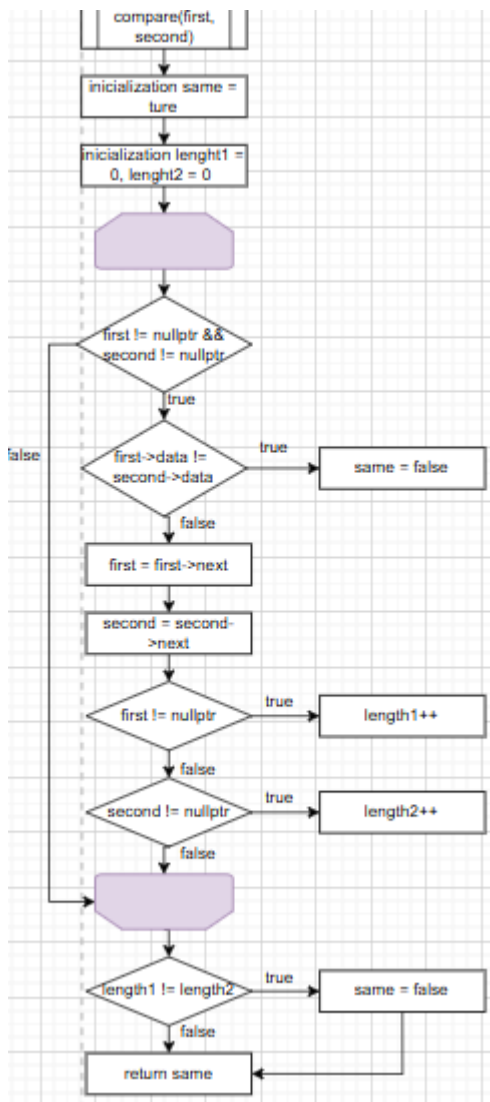 compare(first,
second)
inicialization same =
ture
inicialization lenght1 =
0, lenght2 = 0
first != nullptr &&
second != nullptr
true
false
first->data !=
second->data
true
same = false
false
first = first->next
second = second-
>next
first != nullptr
true
length1++
false
second != nullptr
true
length2++
false
length1 != length2
true
same = false
false
return same